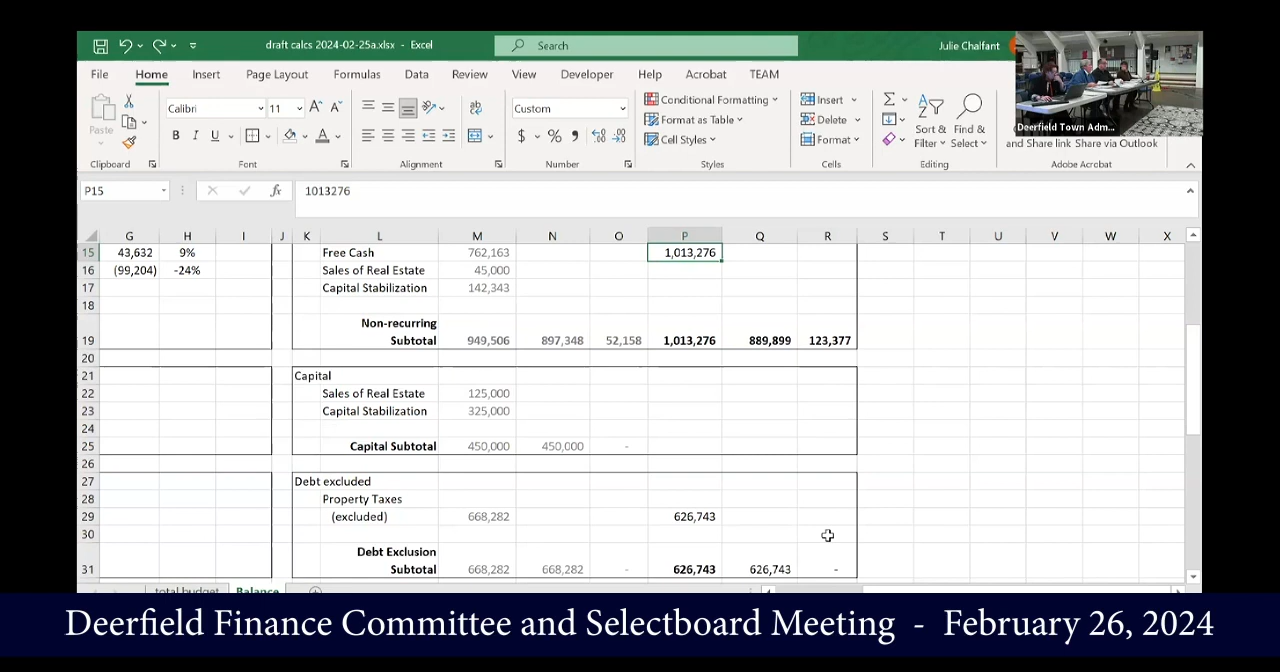 draft calcs 2024-02-25a.xlsx - Excel
Search
Julie Chalfant
File Home Insert Page Layout Formulas Data Review View Developer Help Acrobat TEAM
Paste
Calibri 11
Custom
Conditional Formatting
Format as Table
Cell Styles
Insert
Delete
Format
Sort & Filter
Find & Select
Deerfield Town Adm...
and Share link Share via Outlook
Clipboard Font Alignment Number Styles Cells Editing Adobe Acrobat
P15 fx 1013276
G H I J K L M N O P Q R S T U V W X
15 43,632 9% Free Cash 762,163 1,013,276
16 (99,204) -24% Sales of Real Estate 45,000
17 Capital Stabilization 142,343
18
Non-recurring
19 Subtotal 949,506 897,348 52,158 1,013,276 889,899 123,377
20
21 Capital
22 Sales of Real Estate 125,000
23 Capital Stabilization 325,000
24
25 Capital Subtotal 450,000 450,000 -
26
27 Debt excluded
28 Property Taxes
29 (excluded) 668,282 626,743
30
Debt Exclusion
31 Subtotal 668,282 668,282 - 626,743 626,743 -
total budget Balance
Deerfield Finance Committee and Selectboard Meeting - February 26, 2024